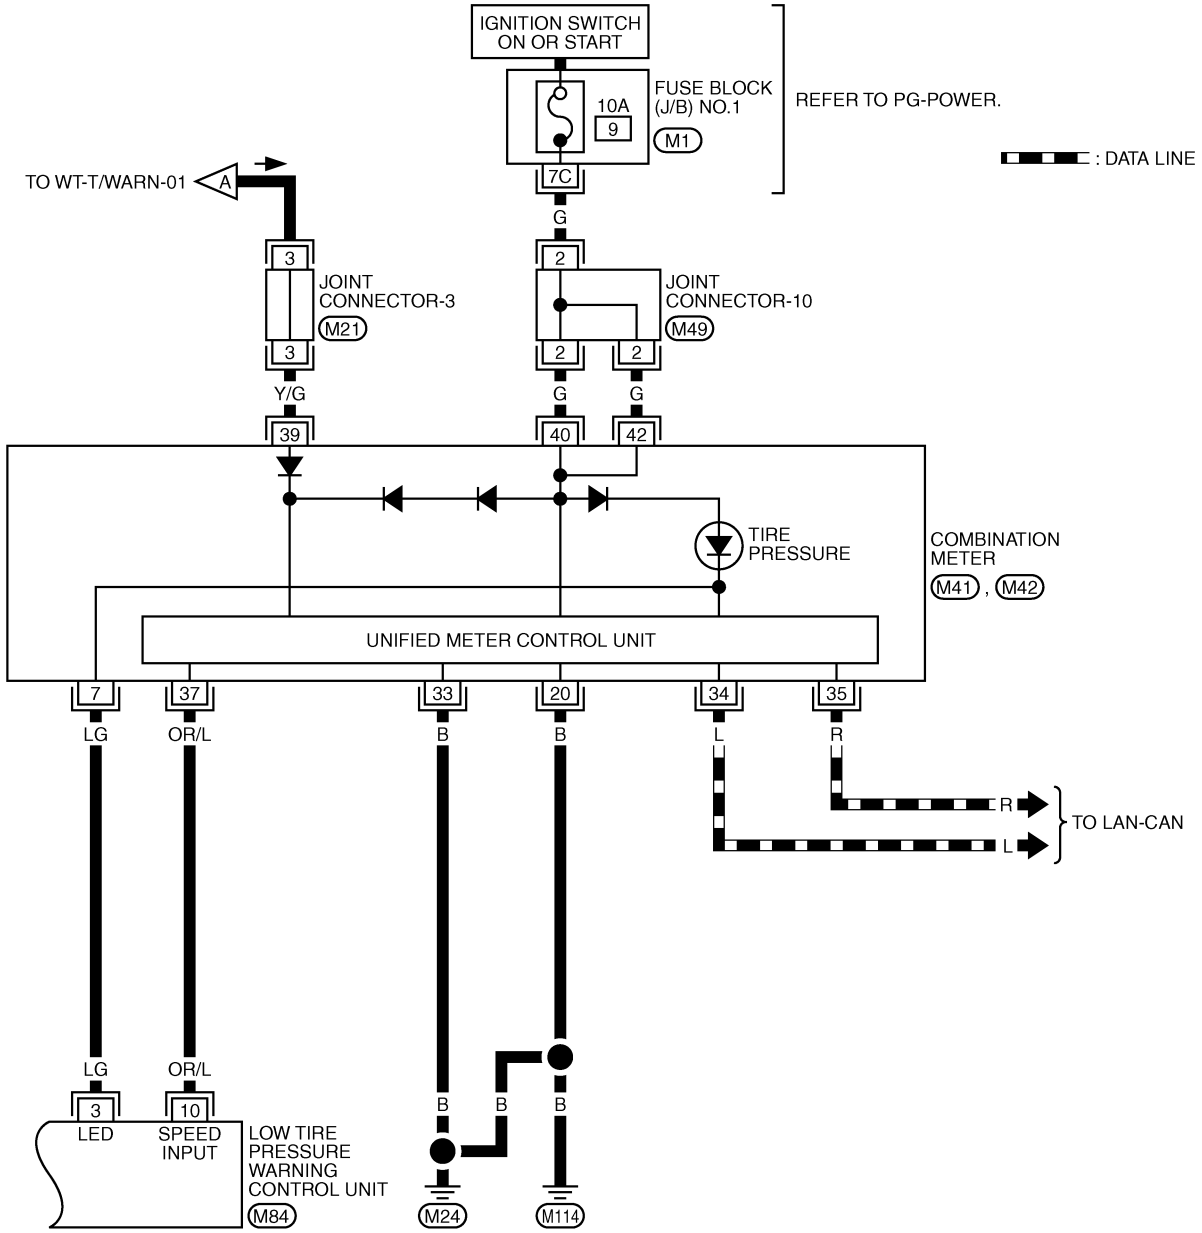 IGNITION SWITCH
ON OR START
FUSE BLOCK
(J/B) NO.1
10A
9
M1
REFER TO PG-POWER.
: DATA LINE
7C
TO WT-T/WARN-01
A
G
3
2
JOINT
CONNECTOR-3
M21
JOINT
CONNECTOR-10
M49
3
2
2
Y/G
G
G
39
40
42
TIRE
PRESSURE
COMBINATION
METER
M41 , M42
UNIFIED METER CONTROL UNIT
7
37
33
20
34
35
LG
OR/L
B
B
L
R
R
L
TO LAN-CAN
LG
OR/L
B
B
B
3
10
LED
SPEED
INPUT
LOW TIRE
PRESSURE
WARNING
CONTROL UNIT
M84
M24
M114